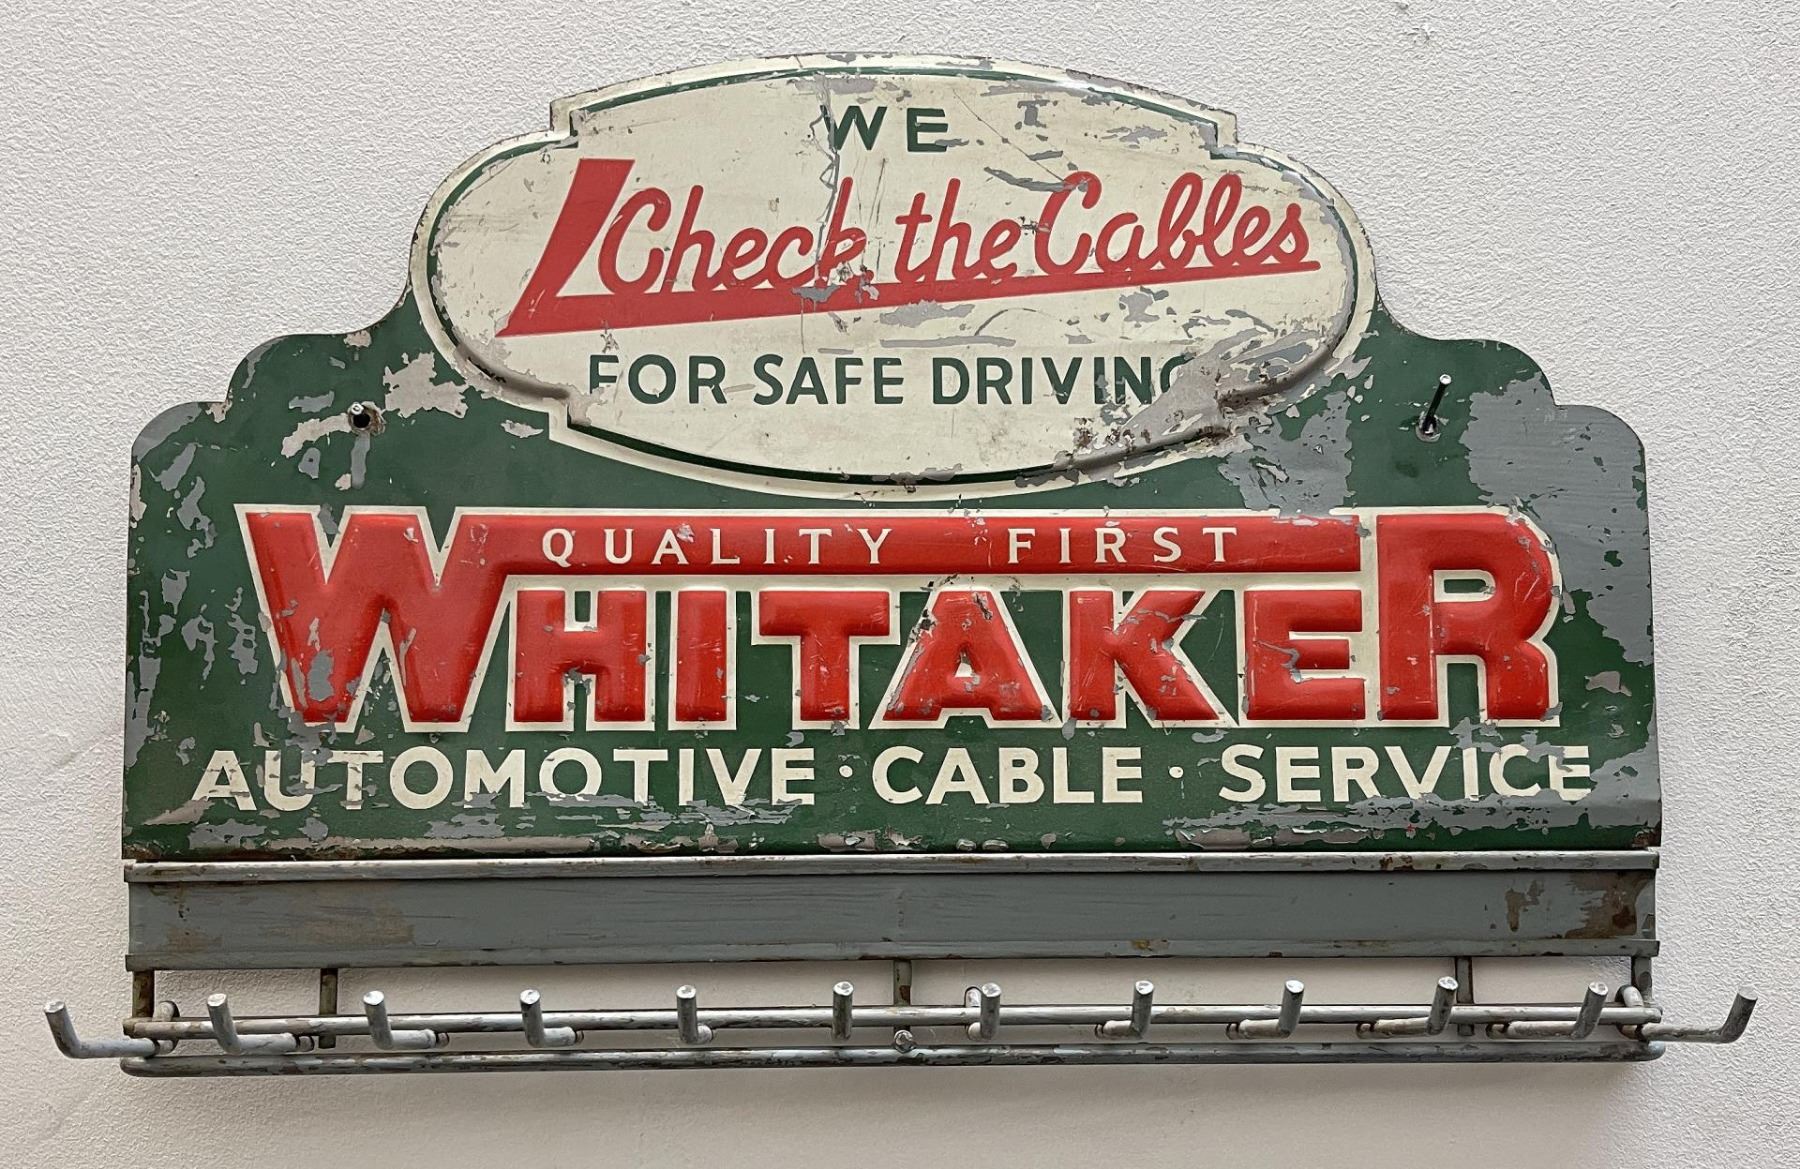 WE
Check the Cables
FOR SAFE DRIVING
QUALITY FIRST
WHITAKER
AUTOMOTIVE · CABLE · SERVICE